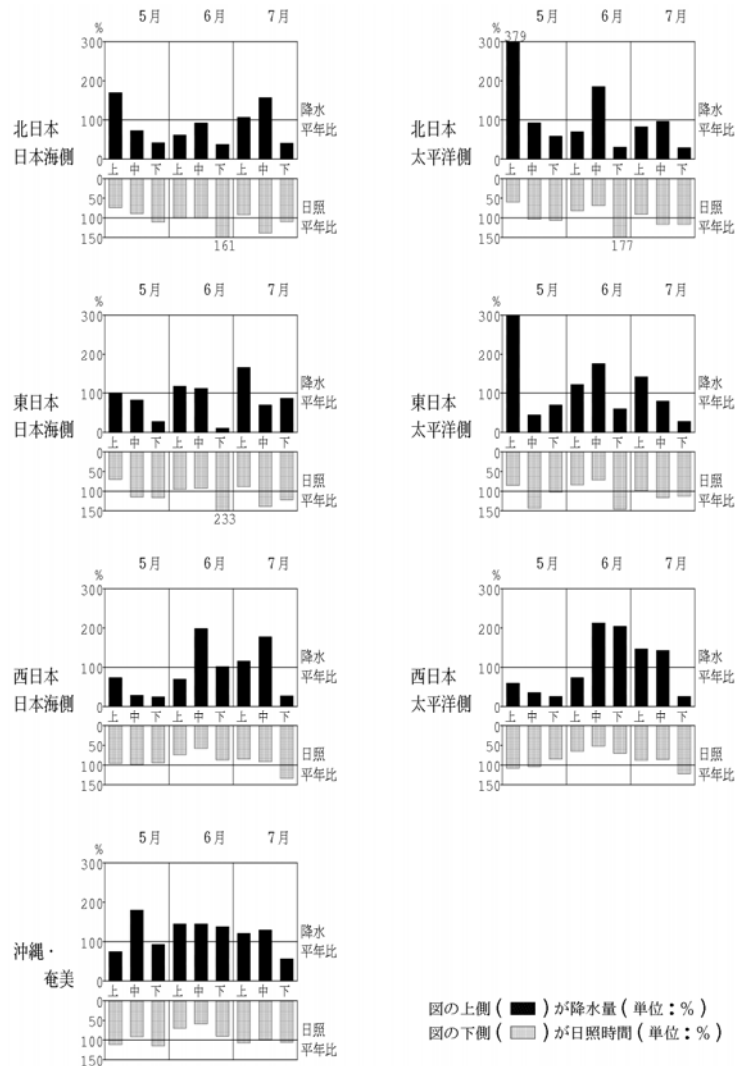 5月 6月 7月
%
300
200
100
0
降水
平年比
北日本
日本海側
上 中 下 上 中 下 上 中 下
0
50
100
150
日照
平年比
161
5月 6月 7月
%
379
300
200
100
0
降水
平年比
北日本
太平洋側
上 中 下 上 中 下 上 中 下
0
50
100
150
日照
平年比
177
5月 6月 7月
%
300
200
100
0
降水
平年比
東日本
日本海側
上 中 下 上 中 下 上 中 下
0
50
100
150
日照
平年比
233
5月 6月 7月
%
300
200
100
0
降水
平年比
東日本
太平洋側
上 中 下 上 中 下 上 中 下
0
50
100
150
日照
平年比
5月 6月 7月
%
300
200
100
0
降水
平年比
西日本
日本海側
上 中 下 上 中 下 上 中 下
0
50
100
150
日照
平年比
5月 6月 7月
%
300
200
100
0
降水
平年比
西日本
太平洋側
上 中 下 上 中 下 上 中 下
0
50
100
150
日照
平年比
5月 6月 7月
%
300
200
100
0
降水
平年比
沖縄・
奄美
上 中 下 上 中 下 上 中 下
0
50
100
150
日照
平年比
図の上側(■)が降水量(単位:%)
図の下側( )が日照時間(単位:%)